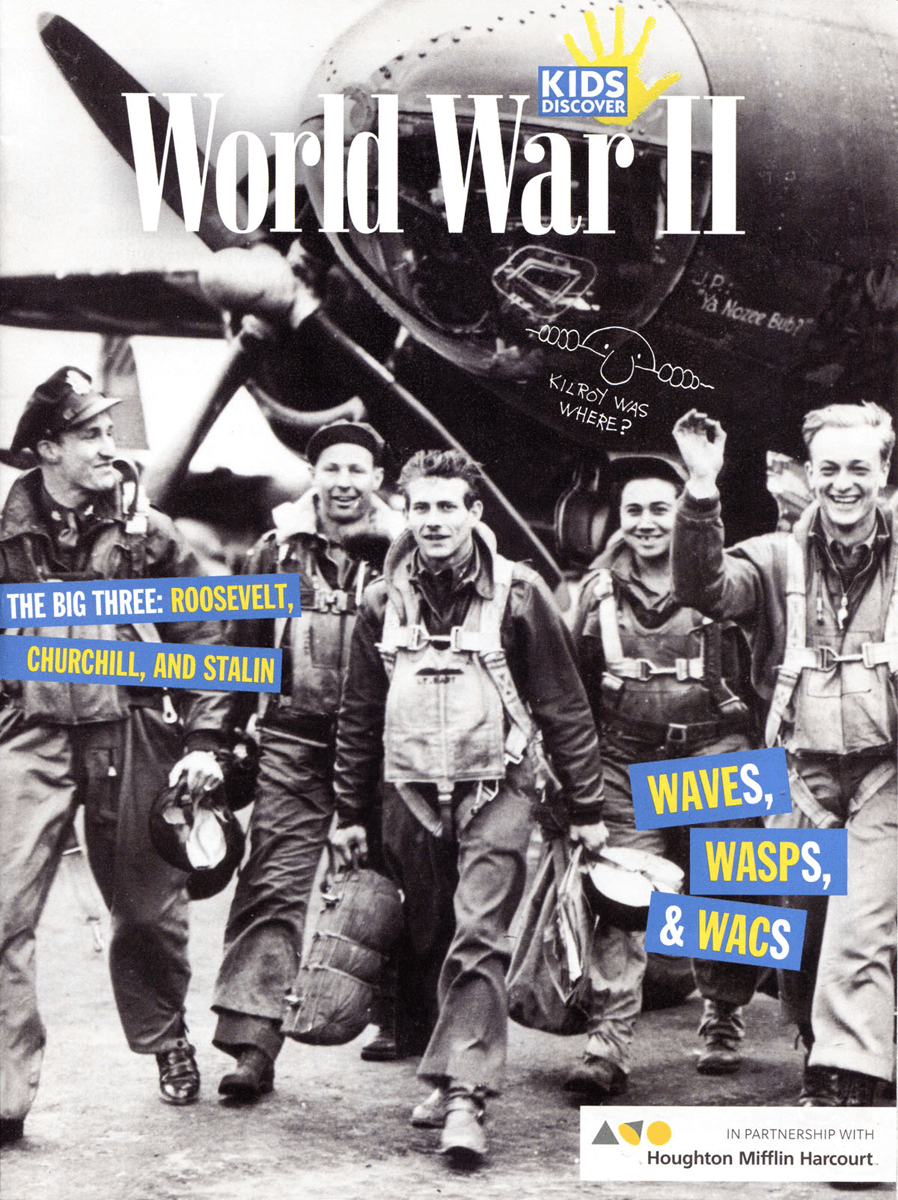 KIDS
DISCOVER
World War II
J.P.:
"Ya Nozee But?"
KILROY WAS
WHERE?
THE BIG THREE: ROOSEVELT,
CHURCHILL, AND STALIN
WAVES,
WASPS,
& WACS
IN PARTNERSHIP WITH
Houghton Mifflin Harcourt